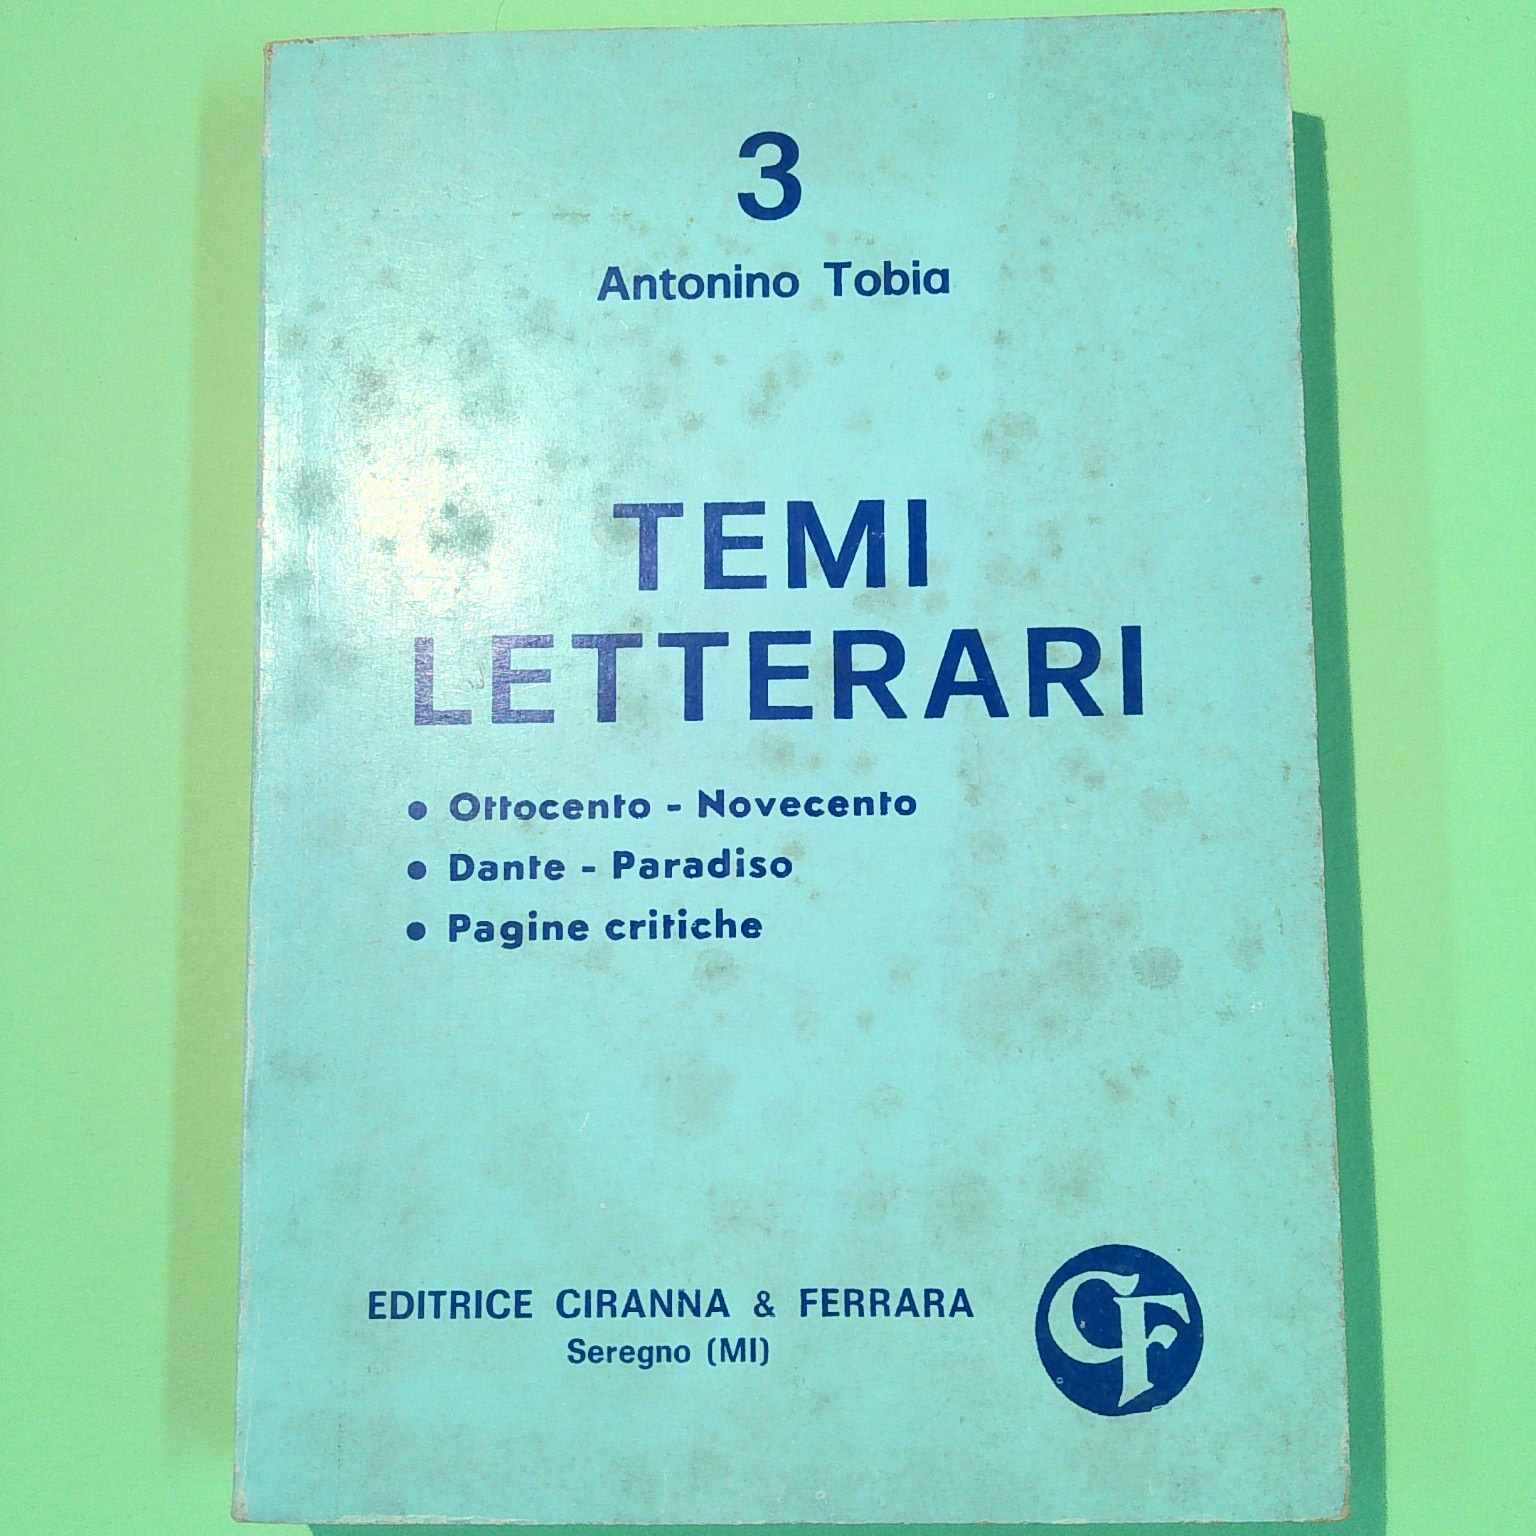 3
Antonino Tobia
TEMI
LETTERARI
• Ottocento - Novecento
• Dante - Paradiso
• Pagine critiche
EDITRICE CIRANNA & FERRARA
Seregno (MI)
CF